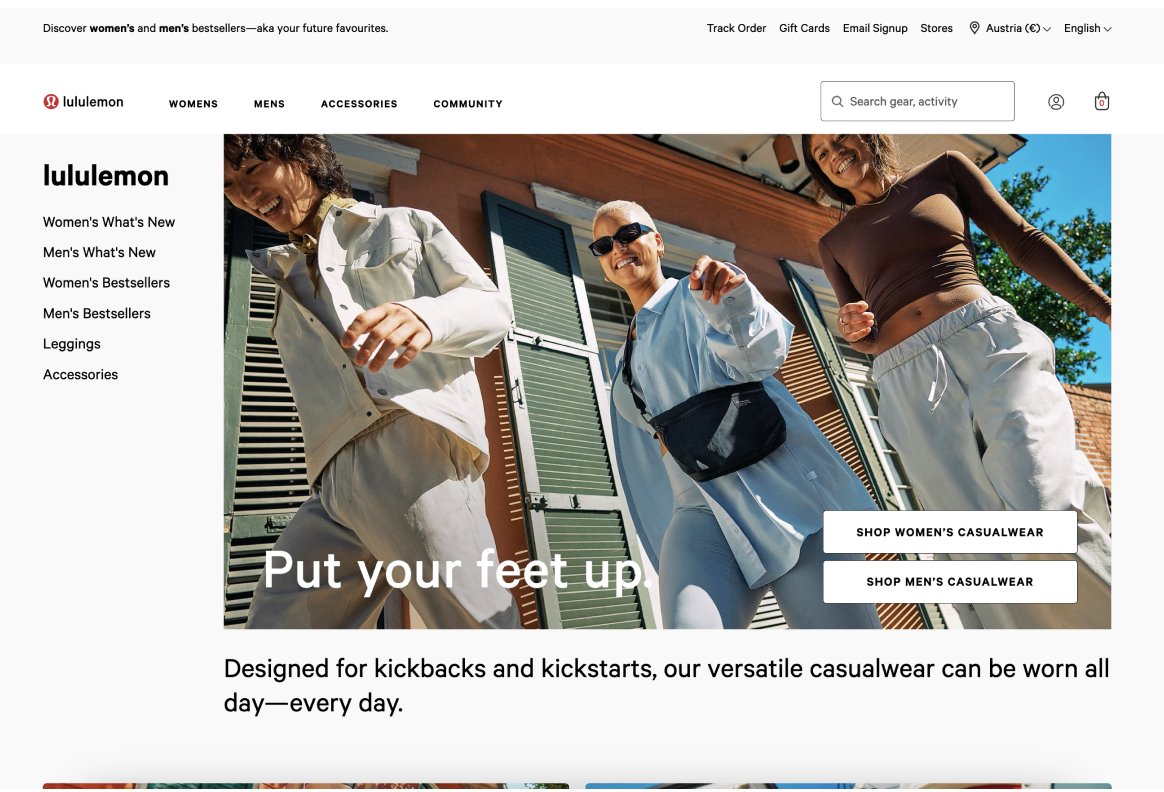 Discover women's and men's bestsellers—aka your future favourites.
Track Order Gift Cards Email Signup Stores Austria (€) English
lululemon WOMENS MENS ACCESSORIES COMMUNITY Search gear, activity 0
lululemon
Women's What's New
Men's What's New
Women's Bestsellers
Men's Bestsellers
Leggings
Accessories
Put your feet up.
SHOP WOMEN'S CASUALWEAR
SHOP MEN'S CASUALWEAR
Designed for kickbacks and kickstarts, our versatile casualwear can be worn all
day—every day.